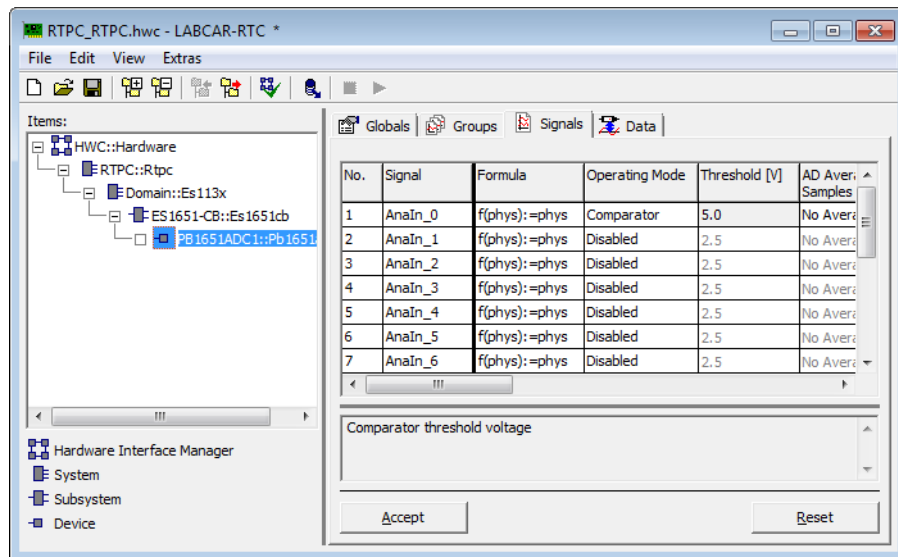 RTPC_RTPC.hwc - LABCAR-RTC *
File Edit View Extras
Items:
HWC::Hardware
RTPC::Rtpc
Domain::Es113x
ES1651-CB::Es1651cb
PB1651ADC1::Pb1651
Hardware Interface Manager
System
Subsystem
Device
Globals Groups Signals Data
No. Signal Formula Operating Mode Threshold [V] AD Avera
Samples
1 AnaIn_0 f(phys):=phys Comparator 5.0 No Avera
2 AnaIn_1 f(phys):=phys Disabled 2.5 No Avera
3 AnaIn_2 f(phys):=phys Disabled 2.5 No Avera
4 AnaIn_3 f(phys):=phys Disabled 2.5 No Avera
5 AnaIn_4 f(phys):=phys Disabled 2.5 No Avera
6 AnaIn_5 f(phys):=phys Disabled 2.5 No Avera
7 AnaIn_6 f(phys):=phys Disabled 2.5 No Avera
Comparator threshold voltage
Accept Reset